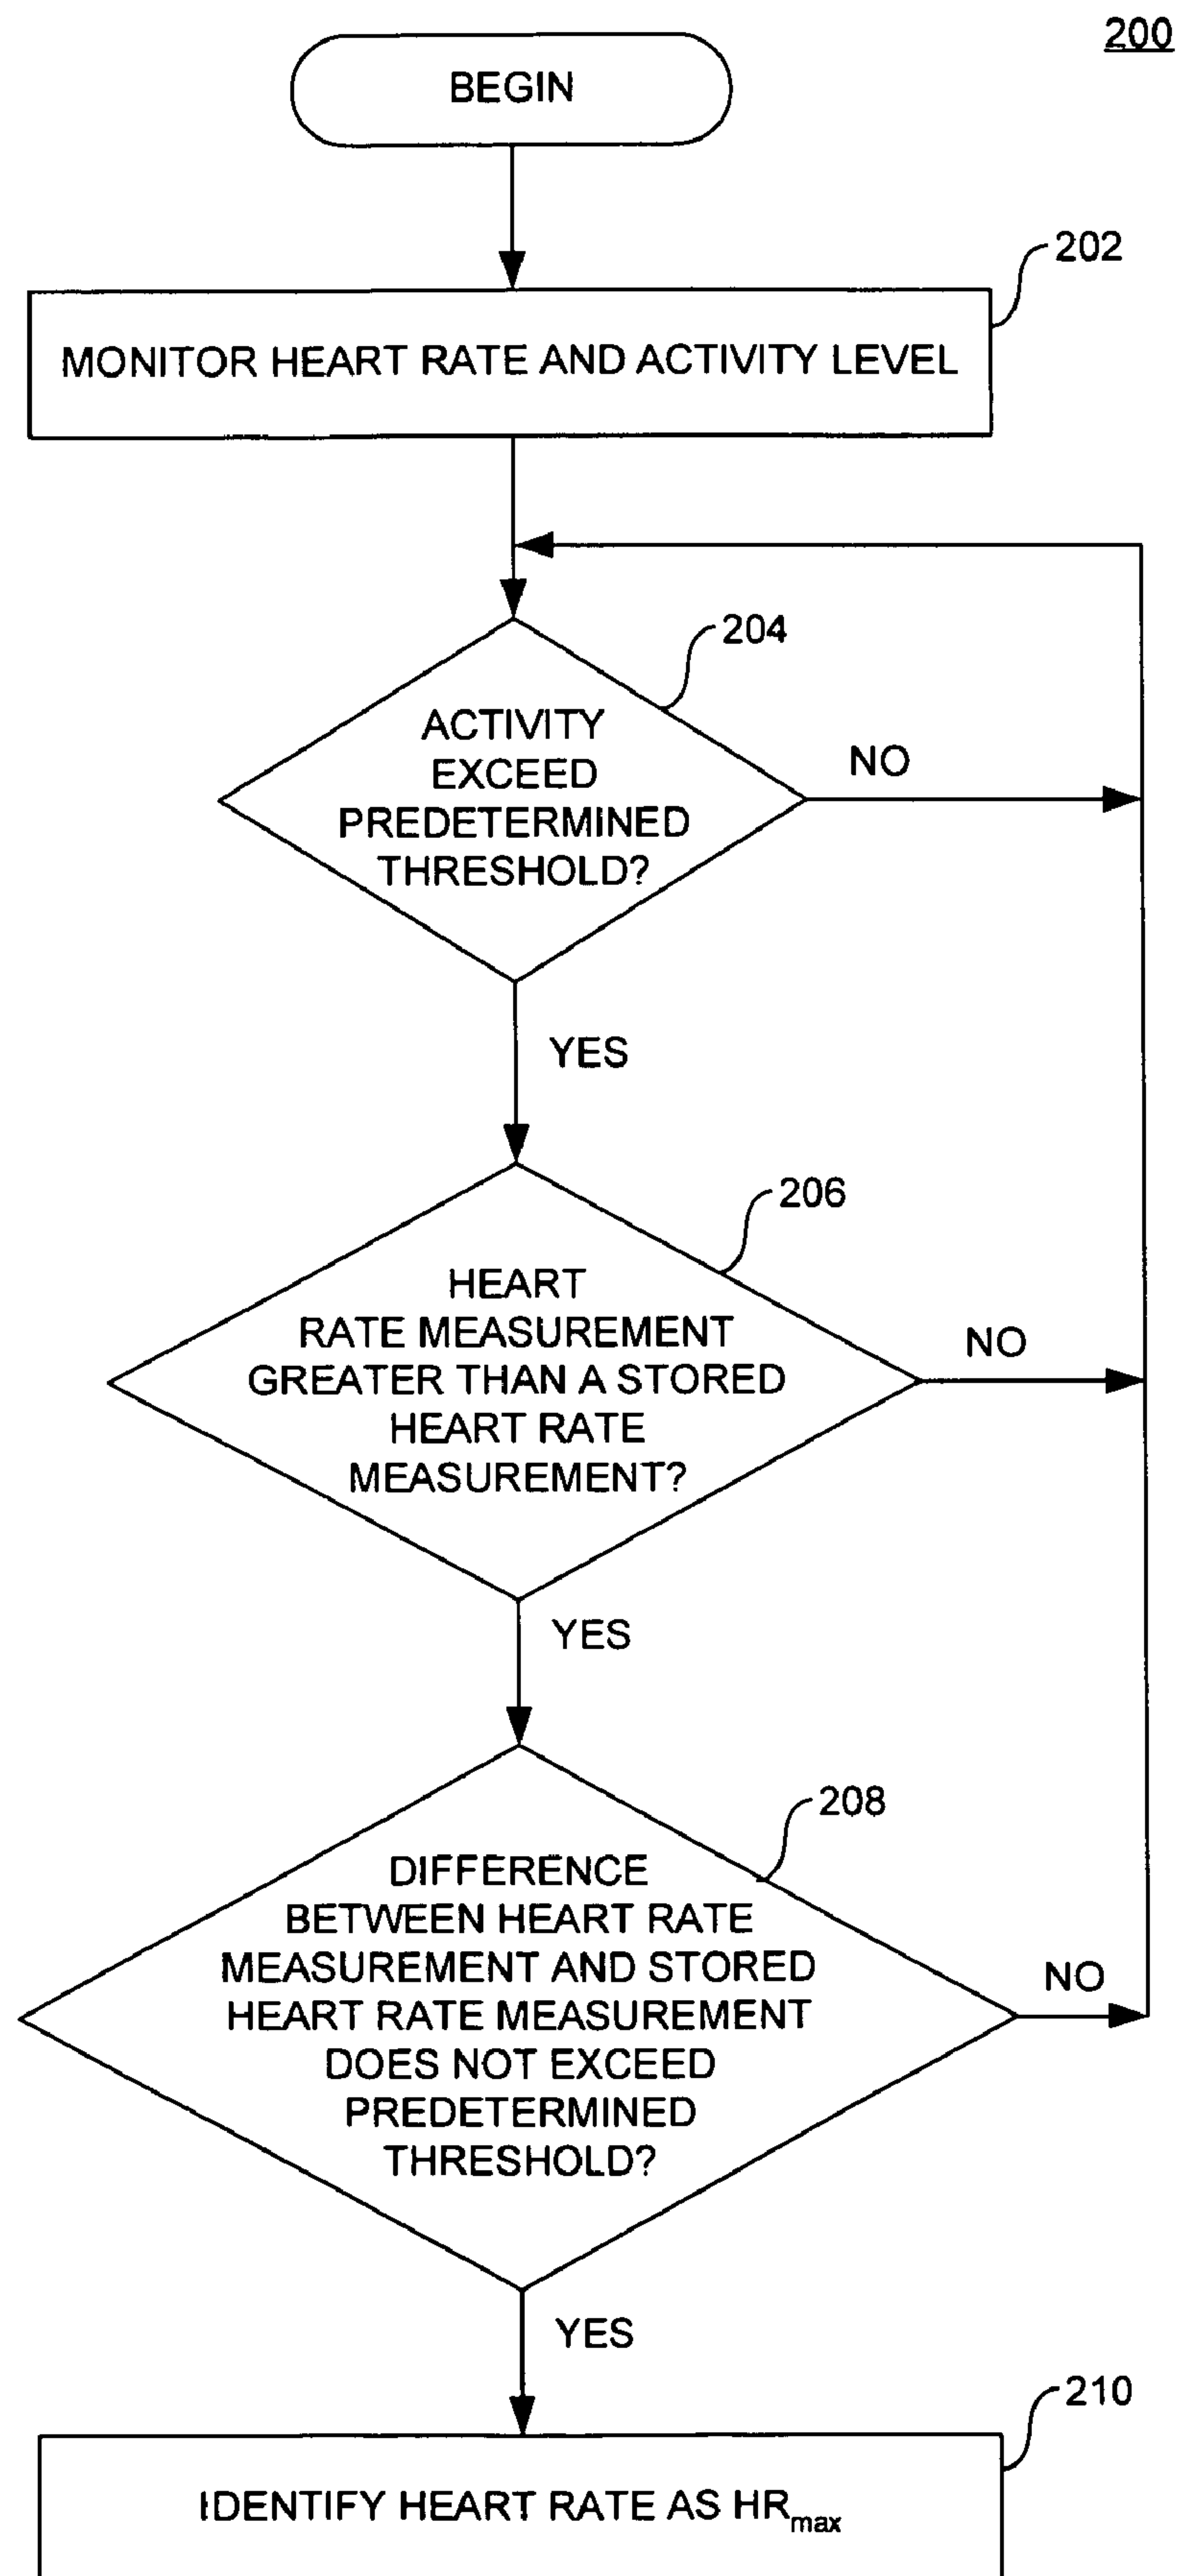 200
BEGIN
202
MONITOR HEART RATE AND ACTIVITY LEVEL
204
ACTIVITY
EXCEED
PREDETERMINED
THRESHOLD?
NO
YES
206
HEART
RATE MEASUREMENT
GREATER THAN A STORED
HEART RATE
MEASUREMENT?
NO
YES
208
DIFFERENCE
BETWEEN HEART RATE
MEASUREMENT AND STORED
HEART RATE MEASUREMENT
DOES NOT EXCEED
PREDETERMINED
THRESHOLD?
NO
YES
210
IDENTIFY HEART RATE AS HRmax